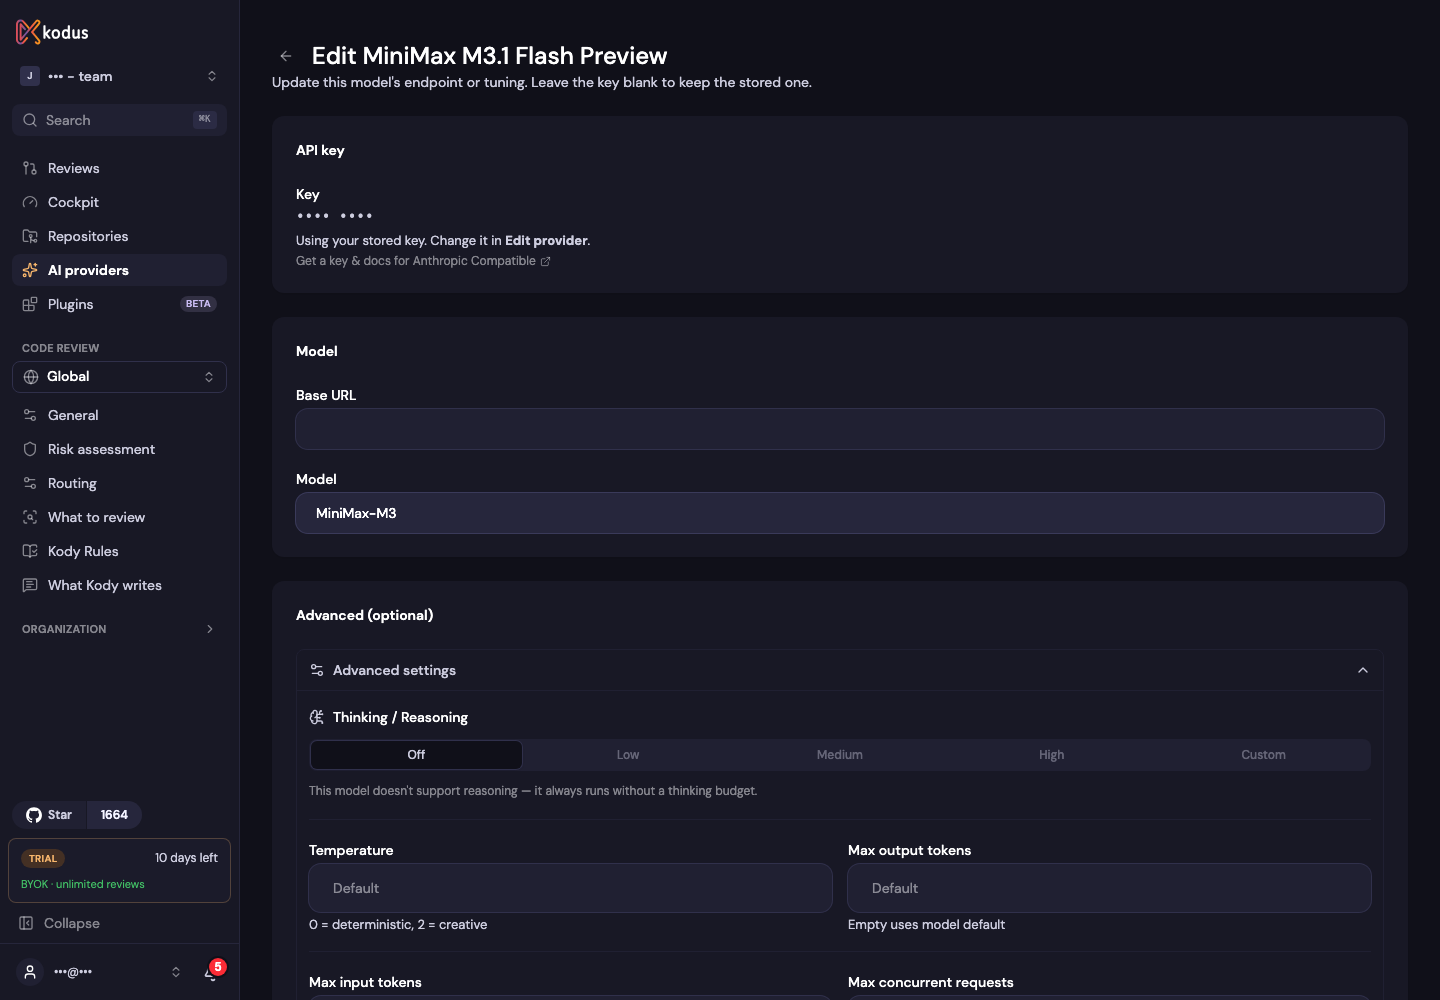 kodus
J ••• - team
Search ⌘K
Reviews
Cockpit
Repositories
AI providers
Plugins BETA
CODE REVIEW
Global
General
Risk assessment
Routing
What to review
Kody Rules
What Kody writes
ORGANIZATION
Star 1664
TRIAL 10 days left
BYOK · unlimited reviews
Collapse
•••@••• 5
Edit MiniMax M3.1 Flash Preview
Update this model's endpoint or tuning. Leave the key blank to keep the stored one.
API key
Key
•••• ••••
Using your stored key. Change it in Edit provider.
Get a key & docs for Anthropic Compatible
Model
Base URL
Model
MiniMax-M3
Advanced (optional)
Advanced settings
Thinking / Reasoning
Off Low Medium High Custom
This model doesn't support reasoning — it always runs without a thinking budget.
Temperature Max output tokens
Default Default
0 = deterministic, 2 = creative Empty uses model default
Max input tokens Max concurrent requests